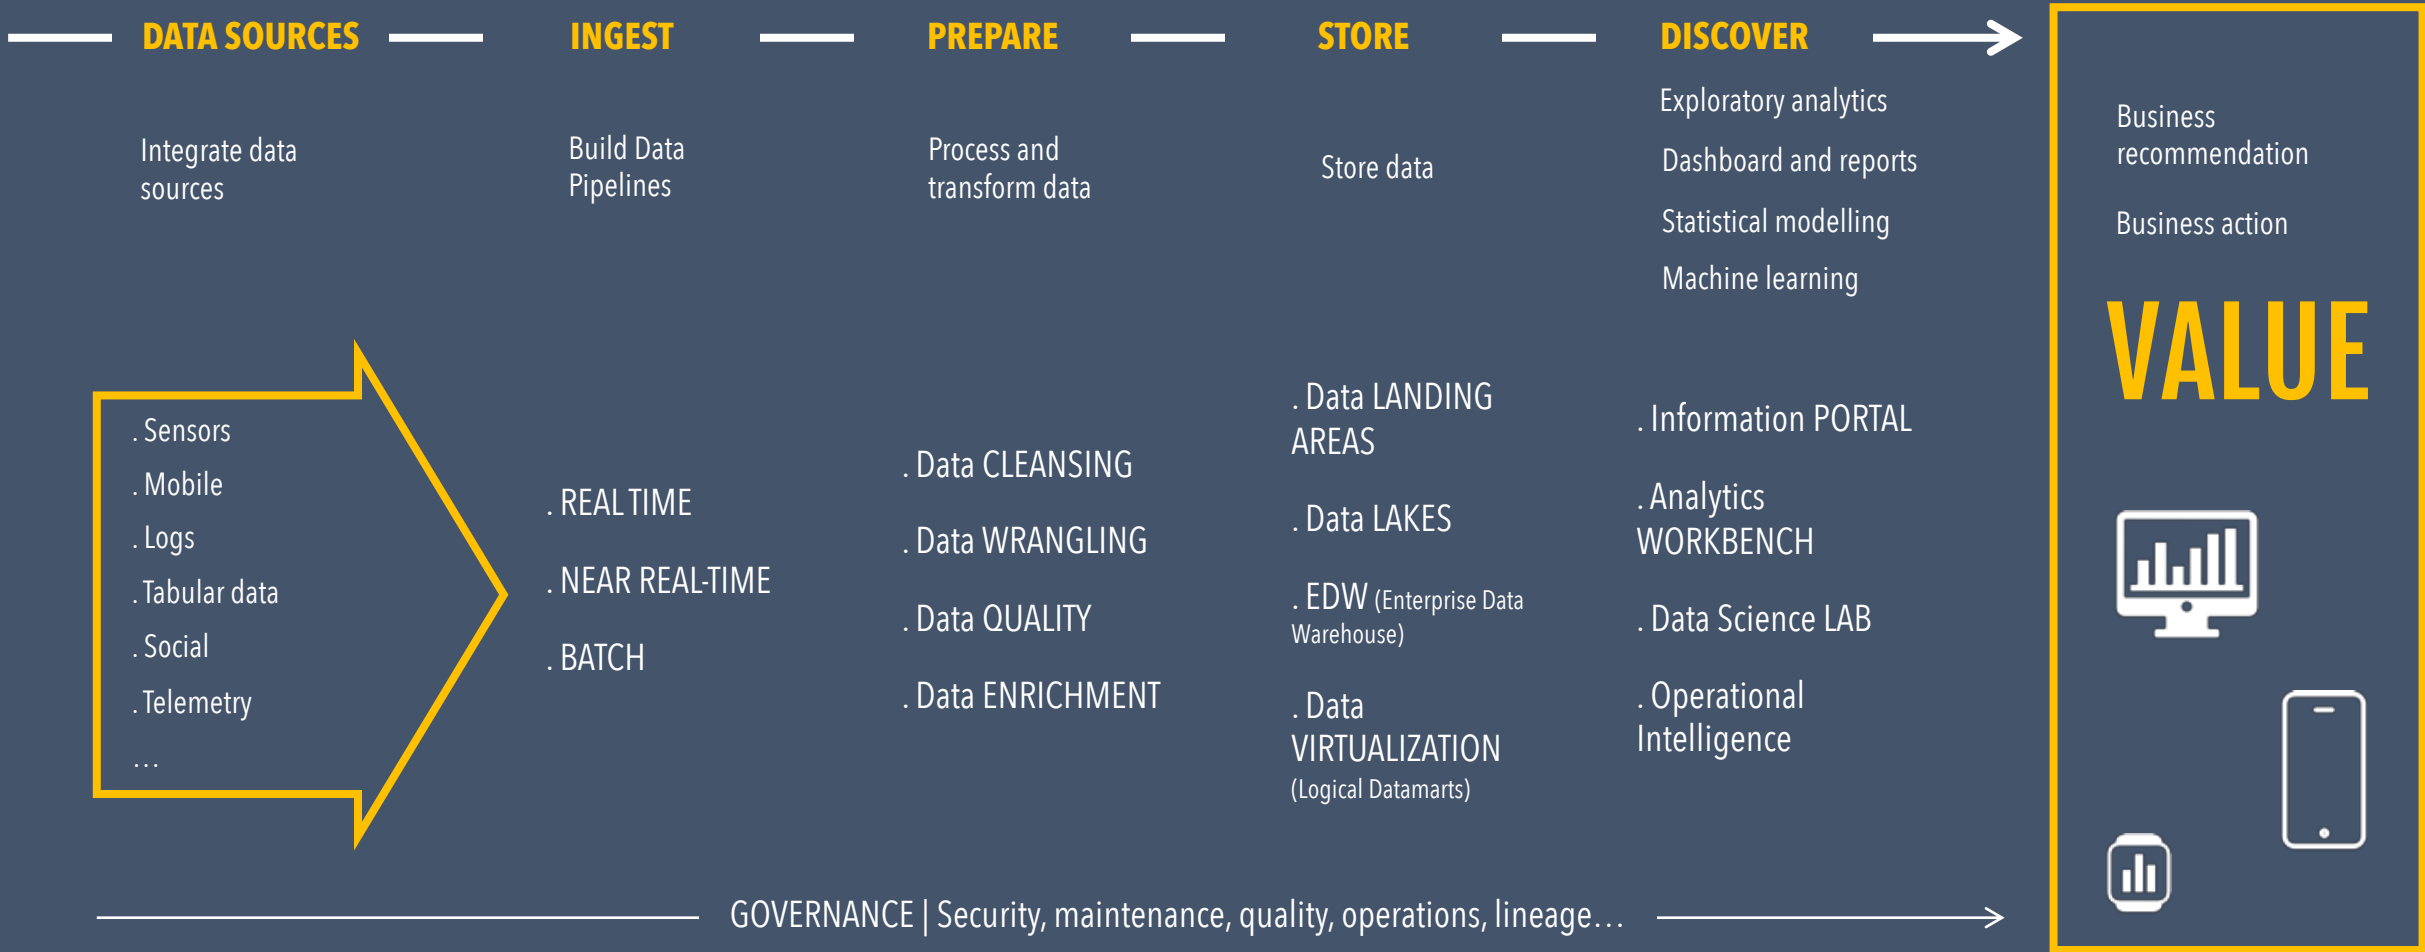 DATA SOURCES
INGEST
PREPARE
STORE
DISCOVER
Integrate data
sources
Build Data
Pipelines
Process and
transform data
Store data
Exploratory analytics
Dashboard and reports
Statistical modelling
Machine learning
Business
recommendation
Business action
VALUE
. Sensors
. Mobile
. Logs
. Tabular data
. Social
. Telemetry
...
. REAL TIME
. NEAR REAL-TIME
. BATCH
. Data CLEANSING
. Data WRANGLING
. Data QUALITY
. Data ENRICHMENT
. Data LANDING
AREAS
. Data LAKES
. EDW (Enterprise Data
Warehouse)
. Data
VIRTUALIZATION
(Logical Datamarts)
. Information PORTAL
. Analytics
WORKBENCH
. Data Science LAB
. Operational
Intelligence
GOVERNANCE | Security, maintenance, quality, operations, lineage...